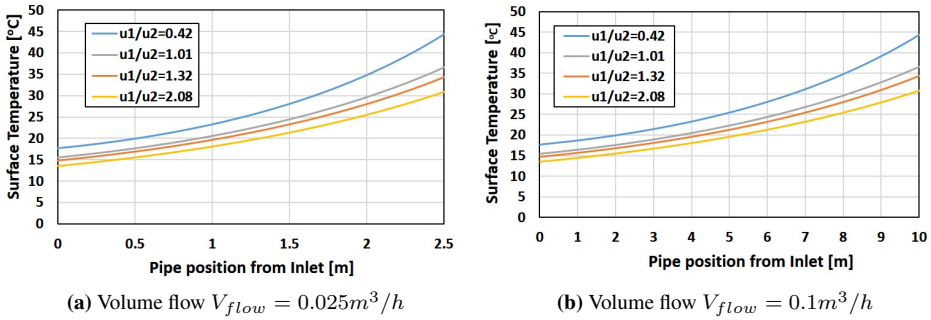 Surface Temperature [°C]
50
45
40
35
30
25
20
15
10
5
0
u1/u2=0.42
u1/u2=1.01
u1/u2=1.32
u1/u2=2.08
0 0.5 1 1.5 2 2.5
Pipe position from Inlet [m]
(a) Volume flow V_{flow} = 0.025m^3/h
Surface Temperature [°C]
50
45
40
35
30
25
20
15
10
5
0
u1/u2=0.42
u1/u2=1.01
u1/u2=1.32
u1/u2=2.08
0 1 2 3 4 5 6 7 8 9 10
Pipe position from Inlet [m]
(b) Volume flow V_{flow} = 0.1m^3/h